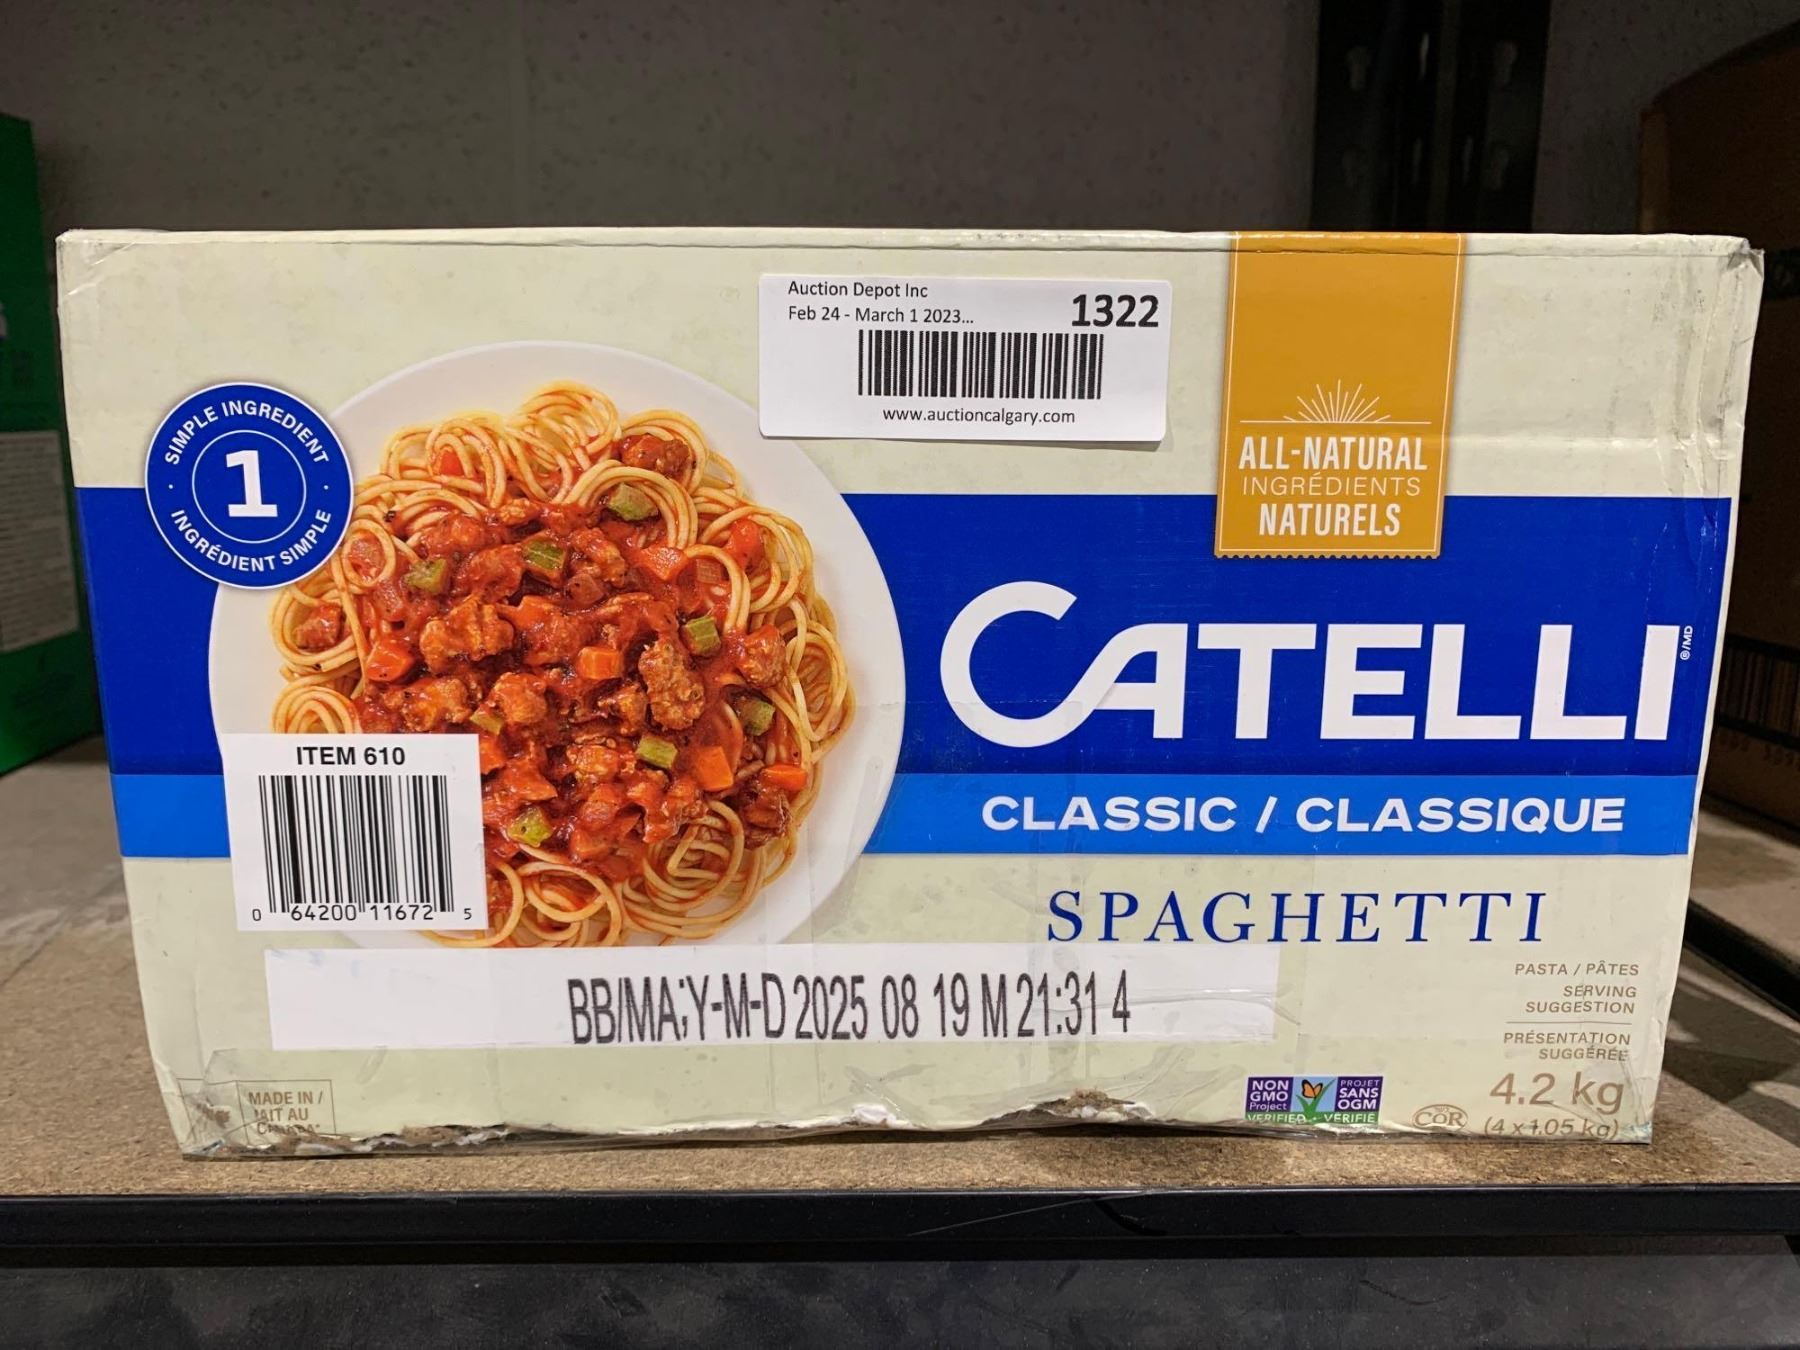 Auction Depot Inc
Feb 24 - March 1 2023... 1322
www.auctioncalgary.com
ALL-NATURAL
INGRÉDIENTS
NATURELS
SIMPLE INGREDIENT
1
INGRÉDIENT SIMPLE
CATELLI ®/MD
CLASSIC / CLASSIQUE
SPAGHETTI
ITEM 610
0 64200 11672 5
BB/MA;Y-M-D 2025 08 19 M 21:31 4
PASTA / PÂTES
SERVING
SUGGESTION
PRÉSENTATION
SUGGÉRÉE
4.2 kg
(4 x 1.05 kg)
NON
GMO
Project
VERIFIED
PROJET
SANS
OGM
VÉRIFIÉ
COR
MADE IN /
FAIT AU
CANADA*